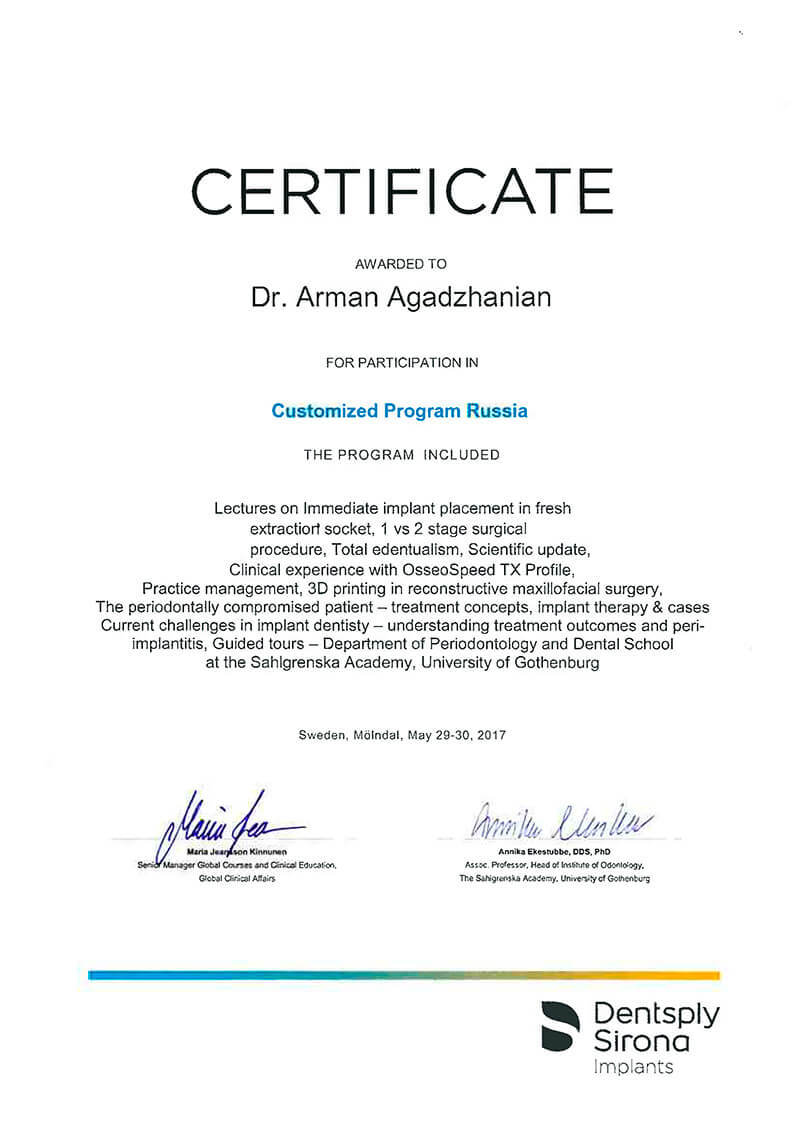 CERTIFICATE
AWARDED TO
Dr. Arman Agadzhanian
FOR PARTICIPATION IN
Customized Program Russia
THE PROGRAM INCLUDED
Lectures on Immediate implant placement in fresh
extraction socket, 1 vs 2 stage surgical
procedure, Total edentualism, Scientific update,
Clinical experience with OsseoSpeed TX Profile,
Practice management, 3D printing in reconstructive maxillofacial surgery,
The periodontally compromised patient – treatment concepts, implant therapy & cases
Current challenges in implant dentisty – understanding treatment outcomes and peri-
implantitis, Guided tours – Department of Periodontology and Dental School
at the Sahlgrenska Academy, University of Gothenburg
Sweden, Mölndal, May 29-30, 2017
Maria Jeansson Kinnunen
Senior Manager Global Courses and Clinical Education,
Global Clinical Affairs
Annika Ekestubbe, DDS, PhD
Assoc. Professor, Head of Institute of Odontology,
The Sahlgrenska Academy, University of Gothenburg
Dentsply
Sirona
Implants